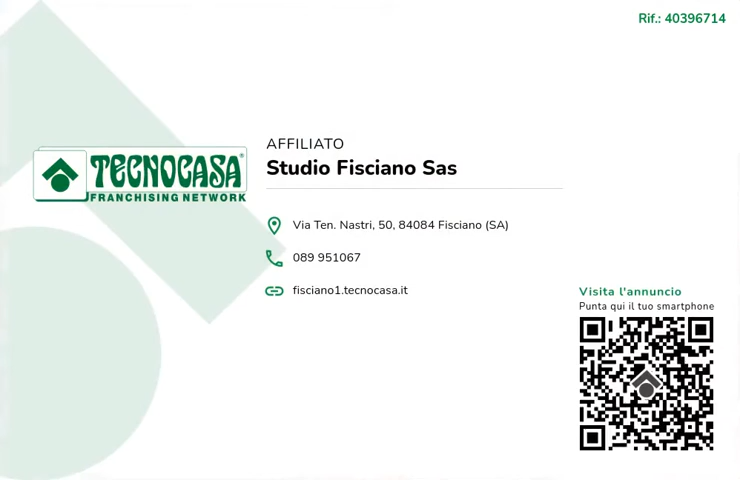 Rif.: 40396714
AFFILIATO
Studio Fisciano Sas
TECNOCASA®
FRANCHISING NETWORK
Via Ten. Nastri, 50, 84084 Fisciano (SA)
089 951067
fisciano1.tecnocasa.it
Visita l'annuncio
Punta qui il tuo smartphone